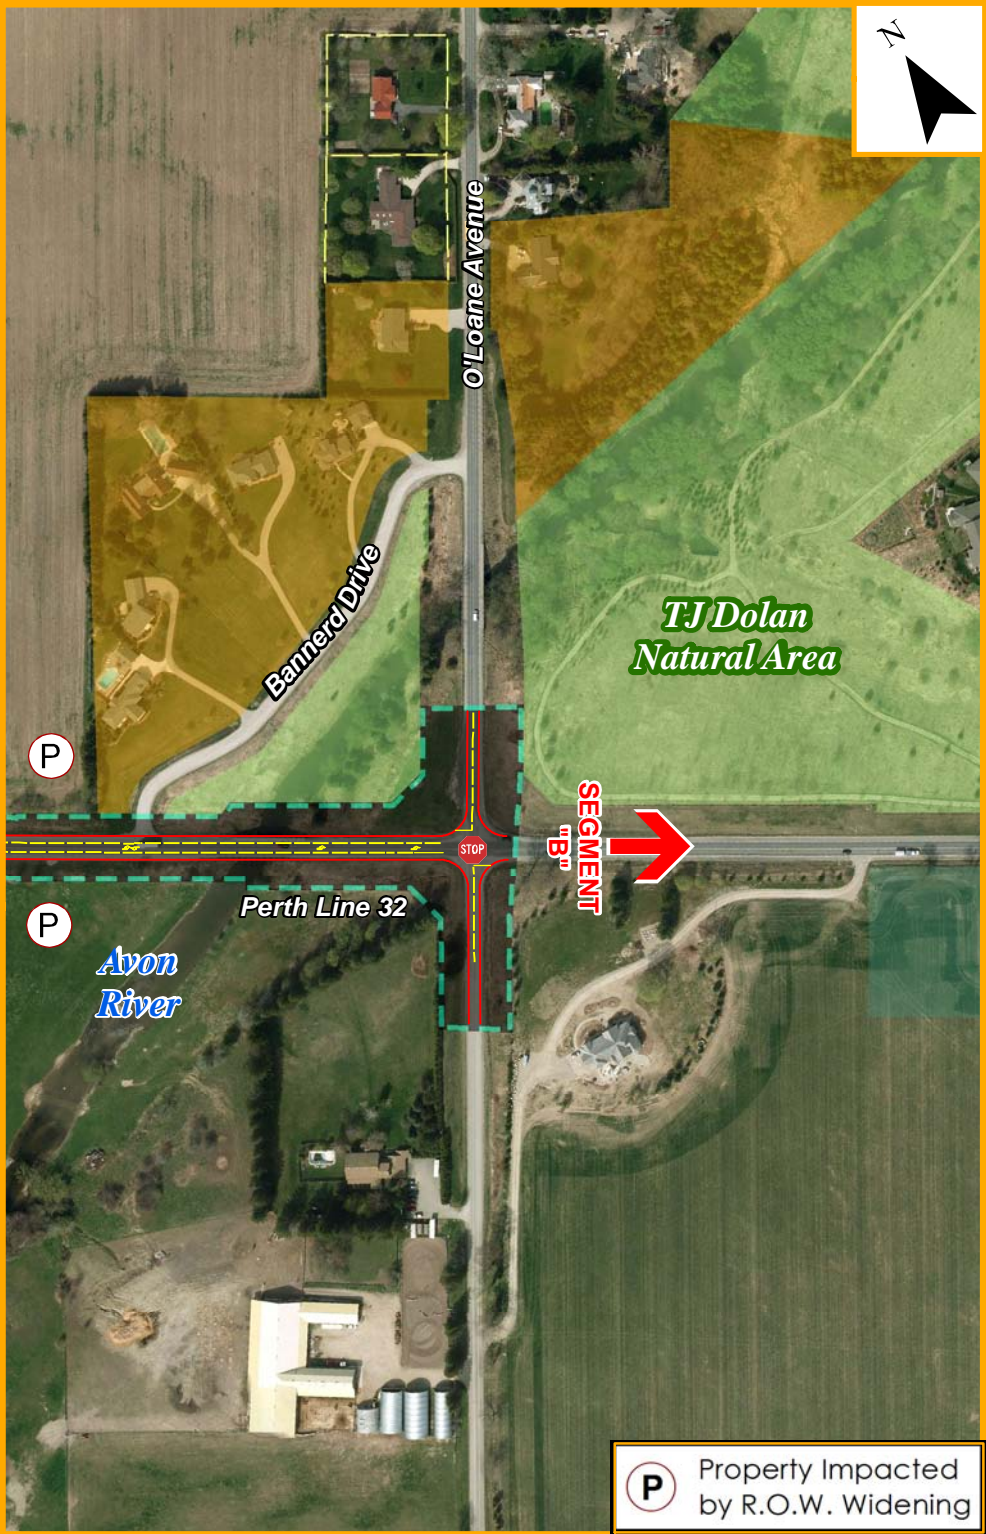 N
O'Loane Avenue
Bannerd Drive
TJ Dolan
Natural Area
P
SEGMENT
"B"
STOP
Perth Line 32
P
Avon
River
P
Property Impacted
by R.O.W. Widening